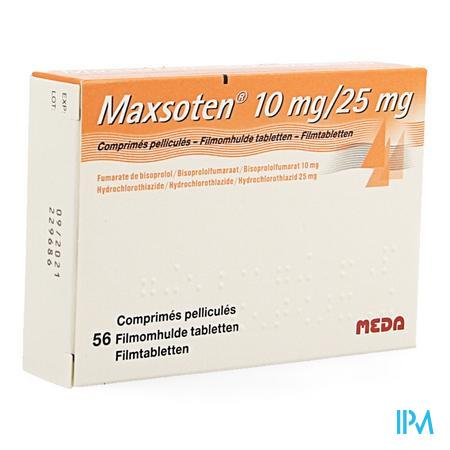 Maxsoten® 10 mg/25 mg
Comprimés pelliculés – Filmomhulde tabletten – Filmtabletten
Fumarate de bisoprolol/Bisoprololfumaraat/Bisoprololfumarat 10 mg
Hydrochlorothiazide/Hydrochlorothiazide/Hydrochlorothiazid 25 mg
56
Comprimés pelliculés
Filmomhulde tabletten
Filmtabletten
MEDA
EXP:
LOT:
09/2021
229686
IPM